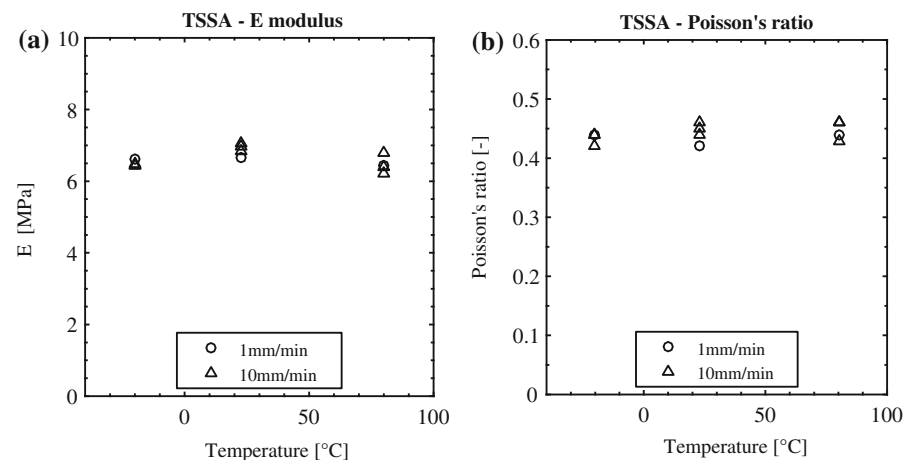 (a)
TSSA - E modulus
10
8
6
4
2
0
E [MPa]
0
50
100
Temperature [°C]
1mm/min
10mm/min
(b)
TSSA - Poisson's ratio
0.6
0.5
0.4
0.3
0.2
0.1
0
Poisson's ratio [-]
0
50
100
Temperature [°C]
1mm/min
10mm/min